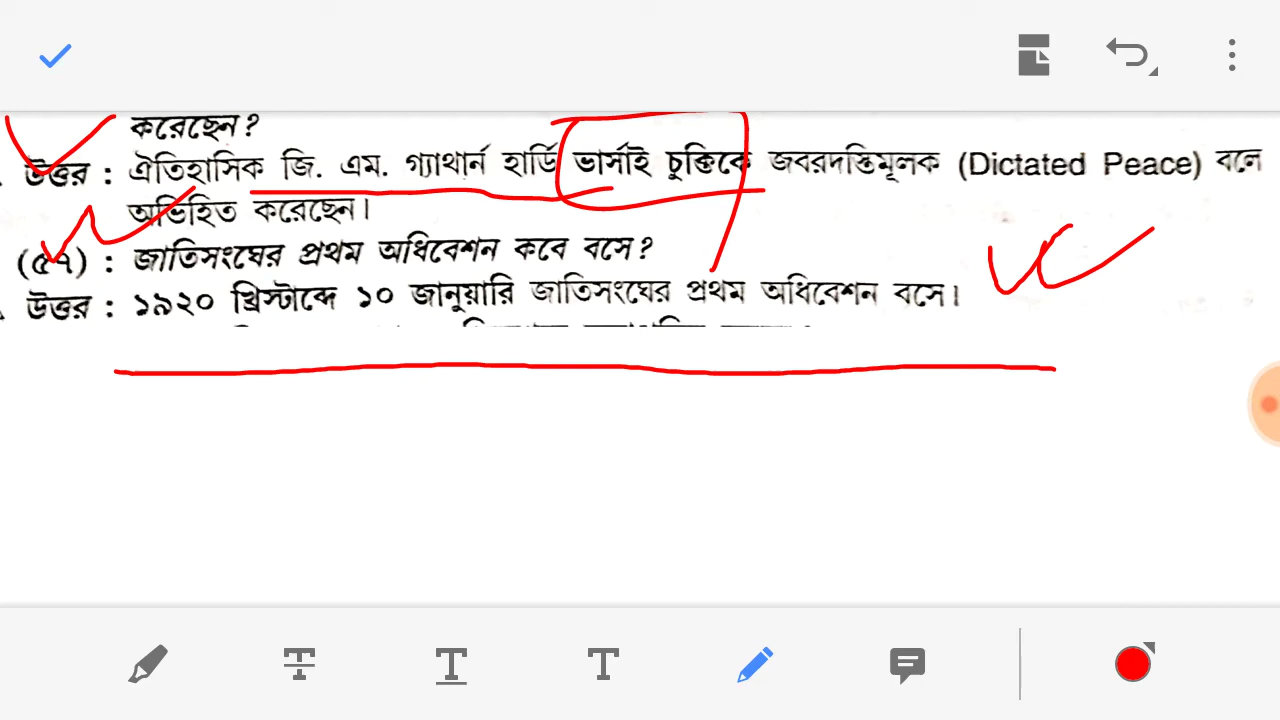 করেছেন?
উত্তর : ঐতিহাসিক জি. এম. গ্যাথার্ন হার্ডি ভার্সাই চুক্তিকে জবরদস্তিমূলক (Dictated Peace) বলে
অভিহিত করেছেন।
(৫৭) : জাতিসংঘের প্রথম অধিবেশন কবে বসে?
উত্তর : ১৯২০ খ্রিস্টাব্দে ১০ জানুয়ারি জাতিসংঘের প্রথম অধিবেশন বসে।